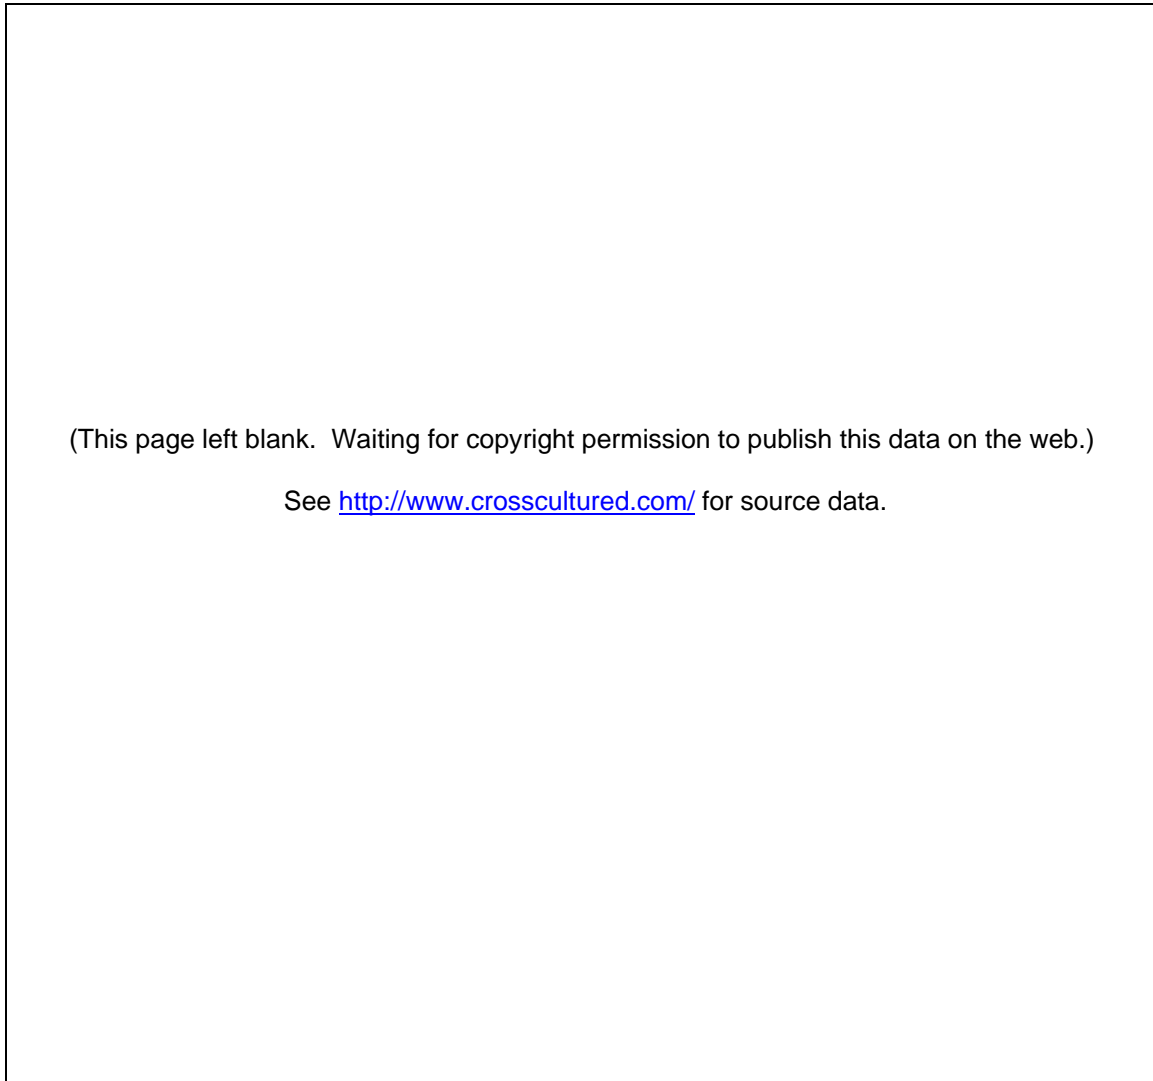 (This page left blank.  Waiting for copyright permission to publish this data on the web.)
See http://www.crosscultured.com/ for source data.